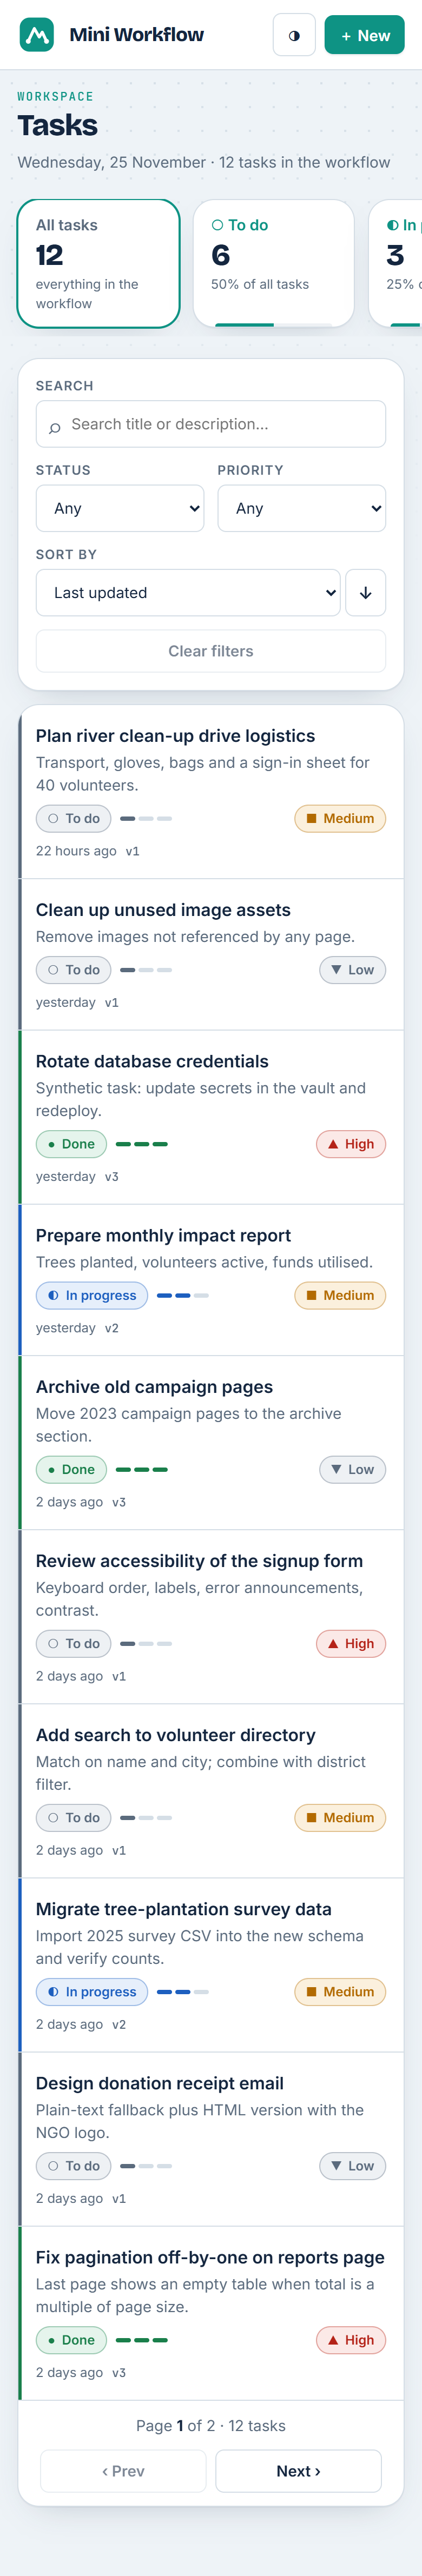 Mini Workflow
+ New
WORKSPACE
Tasks
Wednesday, 25 November · 12 tasks in the workflow
All tasks
12
everything in the
workflow
To do
6
50% of all tasks
In p
3
25% o
SEARCH
Search title or description...
STATUS
PRIORITY
Any
Any
SORT BY
Last updated
↓
Clear filters
Plan river clean-up drive logistics
Transport, gloves, bags and a sign-in sheet for
40 volunteers.
To do
Medium
22 hours ago v1
Clean up unused image assets
Remove images not referenced by any page.
To do
Low
yesterday v1
Rotate database credentials
Synthetic task: update secrets in the vault and
redeploy.
Done
High
yesterday v3
Prepare monthly impact report
Trees planted, volunteers active, funds utilised.
In progress
Medium
yesterday v2
Archive old campaign pages
Move 2023 campaign pages to the archive
section.
Done
Low
2 days ago v3
Review accessibility of the signup form
Keyboard order, labels, error announcements,
contrast.
To do
High
2 days ago v1
Add search to volunteer directory
Match on name and city; combine with district
filter.
To do
Medium
2 days ago v1
Migrate tree-plantation survey data
Import 2025 survey CSV into the new schema
and verify counts.
In progress
Medium
2 days ago v2
Design donation receipt email
Plain-text fallback plus HTML version with the
NGO logo.
To do
Low
2 days ago v1
Fix pagination off-by-one on reports page
Last page shows an empty table when total is a
multiple of page size.
Done
High
2 days ago v3
Page 1 of 2 · 12 tasks
‹ Prev
Next ›